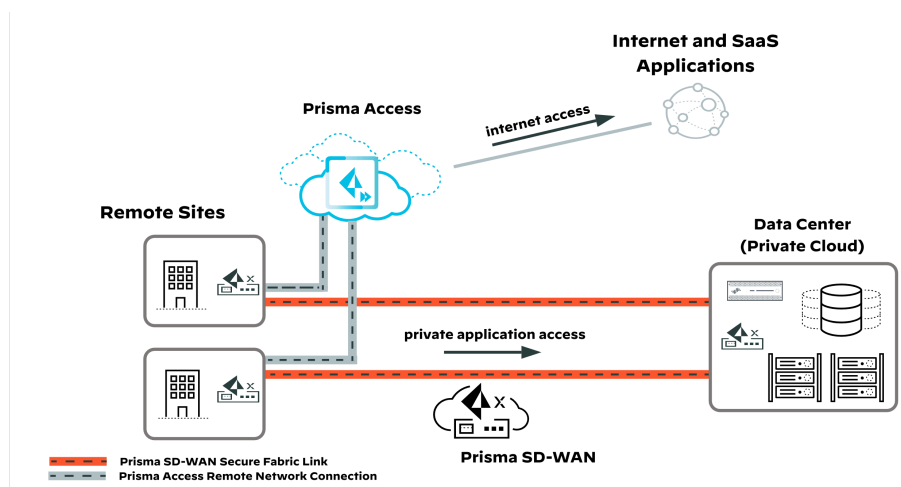 Internet and SaaS
Applications
Prisma Access
internet access
Remote Sites
Data Center
(Private Cloud)
private application access
Prisma SD-WAN
Prisma SD-WAN Secure Fabric Link
Prisma Access Remote Network Connection